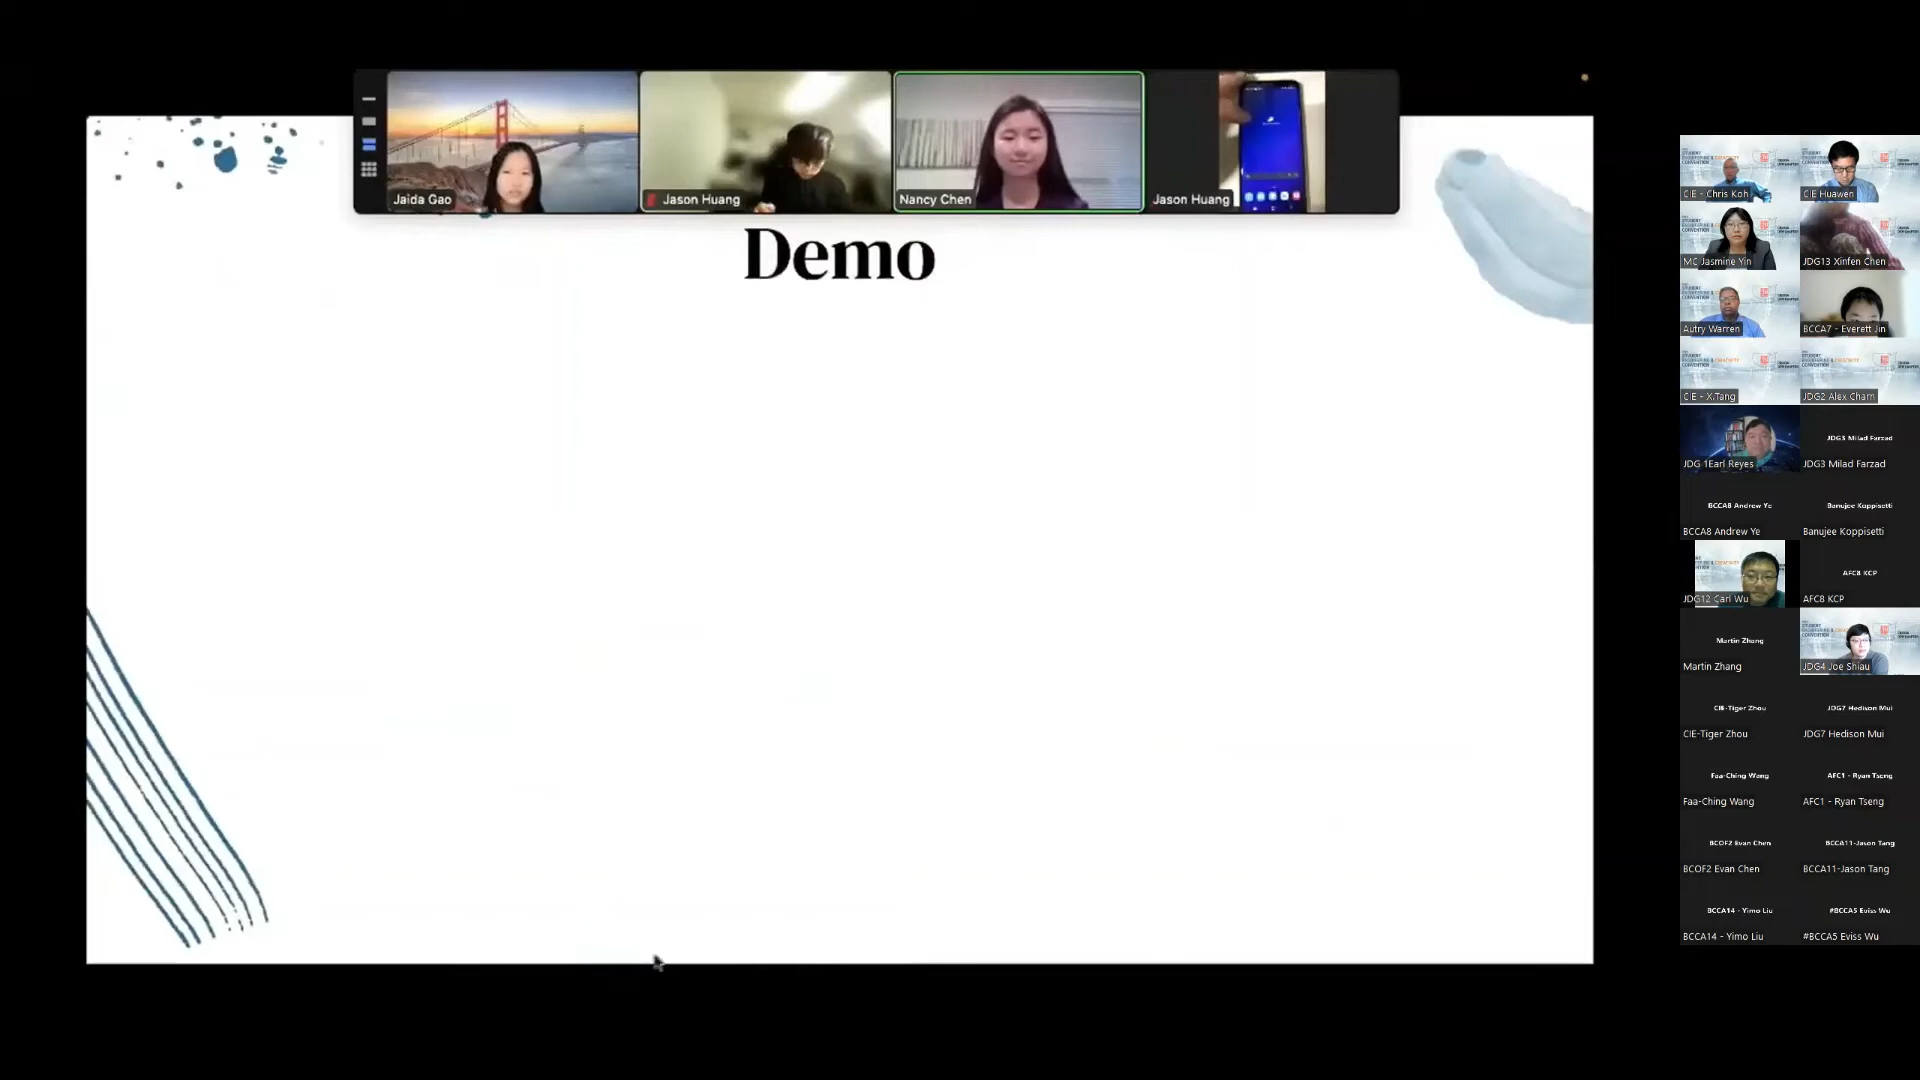 Jaida Gao
Jason Huang
Nancy Chen
Jason Huang
Demo
CIE - Chris Koh
CIE Huawen
MC Jasmine Yin
JDG13 Xinfen Chen
Autry Warren
BCCA7 - Everett Jin
CIE - X.Tang
JDG2 Alex Charn
JDG 1Earl Reyes
JDG3 Milad Farzad
JDG3 Milad Farzad
BCCA8 Andrew Ye
Banujee Koppisetti
BCCA8 Andrew Ye
Banujee Koppisetti
JDG12 Carl Wu
AFC8 KCP
AFC8 KCP
Martin Zhang
Martin Zhang
JDG4 Joe Shiau
CIE-Tiger Zhou
JDG7 Hedison Mui
CIE-Tiger Zhou
JDG7 Hedison Mui
Faa-Ching Wang
AFC1 - Ryan Tseng
Faa-Ching Wang
AFC1 - Ryan Tseng
BCOF2 Evan Chen
BCCA11-Jason Tang
BCOF2 Evan Chen
BCCA11-Jason Tang
BCCA14 - Yimo Liu
#BCCA5 Eviss Wu
BCCA14 - Yimo Liu
#BCCA5 Eviss Wu